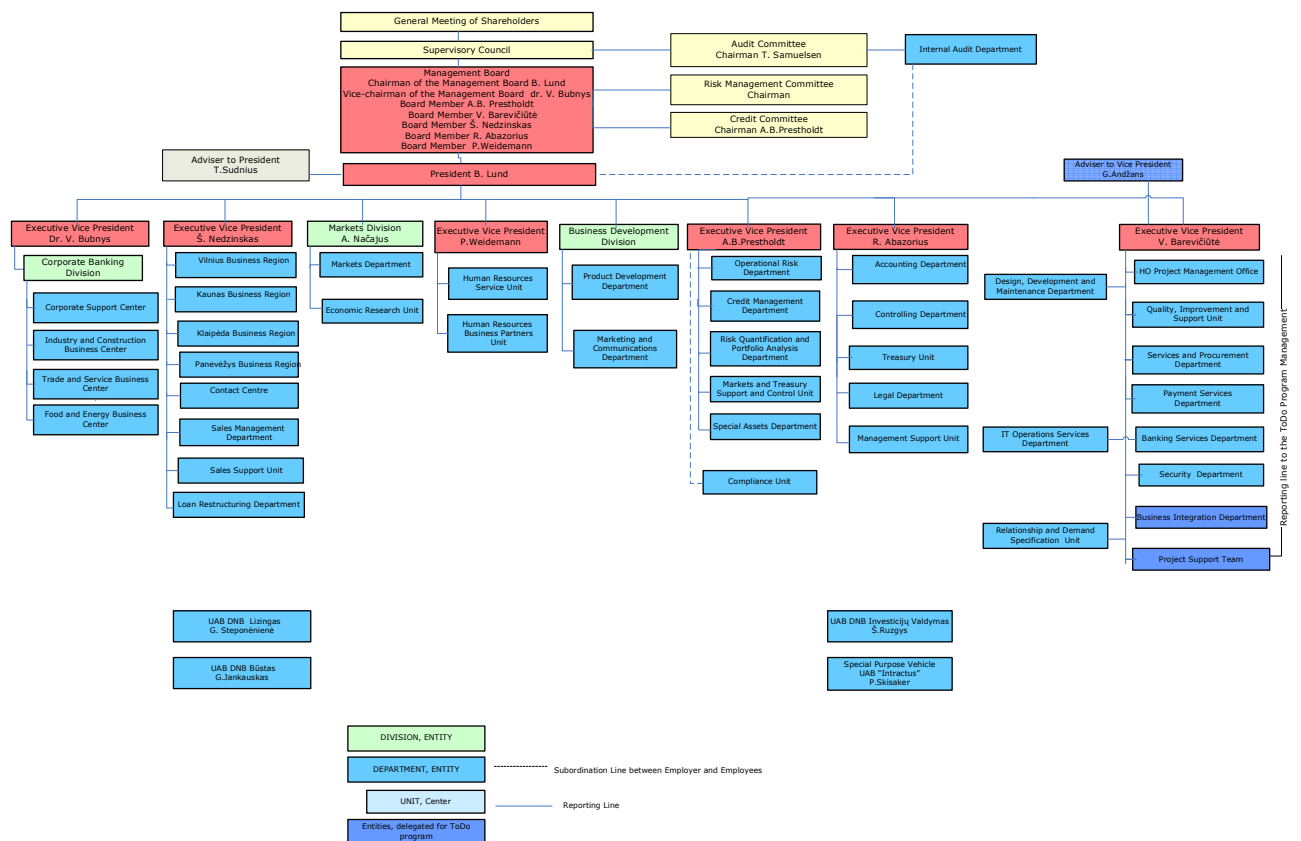 General Meeting of Shareholders
Supervisory Council
Audit Committee
Chairman T. Samuelsen
Internal Audit Department
Management Board
Chairman of the Management Board B. Lund
Vice-chairman of the Management Board  dr. V. Bubnys
Board Member A.B. Prestholdt
Board Member V. Barevičiūtė
Board Member Š. Nedzinskas
Board Member R. Abazorius
Board Member  P.Weidemann
Risk Management Committee
Chairman
Credit Committee
Chairman A.B.Prestholdt
Adviser to President
T.Sudnius
President B. Lund
Adviser to Vice President
G.Andžans
Executive Vice President
Dr. V. Bubnys
Corporate Banking
Division
Corporate Support Center
Industry and Construction
Business Center
Trade and Service Business
Center
Food and Energy Business
Center
Executive Vice President
Š. Nedzinskas
Vilnius Business Region
Kaunas Business Region
Klaipėda Business Region
Panevėžys Business Region
Contact Centre
Sales Management
Department
Sales Support Unit
Loan Restructuring Department
Markets Division
A. Načajus
Markets Department
Economic Research Unit
Executive Vice President
P.Weidemann
Human Resources
Service Unit
Human Resources
Business Partners
Unit
Business Development
Division
Product Development
Department
Marketing and
Communications
Department
Executive Vice President
A.B.Prestholdt
Operational Risk
Department
Credit Management
Department
Risk Quantification and
Portfolio Analysis
Department
Markets and Treasury
Support and Control Unit
Special Assets Department
Compliance Unit
Executive Vice President
R. Abazorius
Accounting Department
Controlling Department
Treasury Unit
Legal Department
Management Support Unit
Executive Vice President
V. Barevičiūtė
Design, Development and
Maintenance Department
IT Operations Services
Department
Relationship and Demand
Specification  Unit
HO Project Management Office
Quality, Improvement and
Support Unit
Services and Procurement
Department
Payment Services
Department
Banking Services Department
Security  Department
Business Integration Department
Project Support Team
Reporting line to the ToDo Program Management
UAB DNB  Lizingas
G. Steponėnienė
UAB DNB Būstas
G.Jankauskas
UAB DNB Investicijų Valdymas
Š.Ruzgys
Special Purpose Vehicle
UAB "Intractus"
P.Skisaker
DIVISION, ENTITY
DEPARTMENT, ENTITY
Subordination Line between Employer and Employees
UNIT, Center
Reporting Line
Entities, delegated for ToDo
program